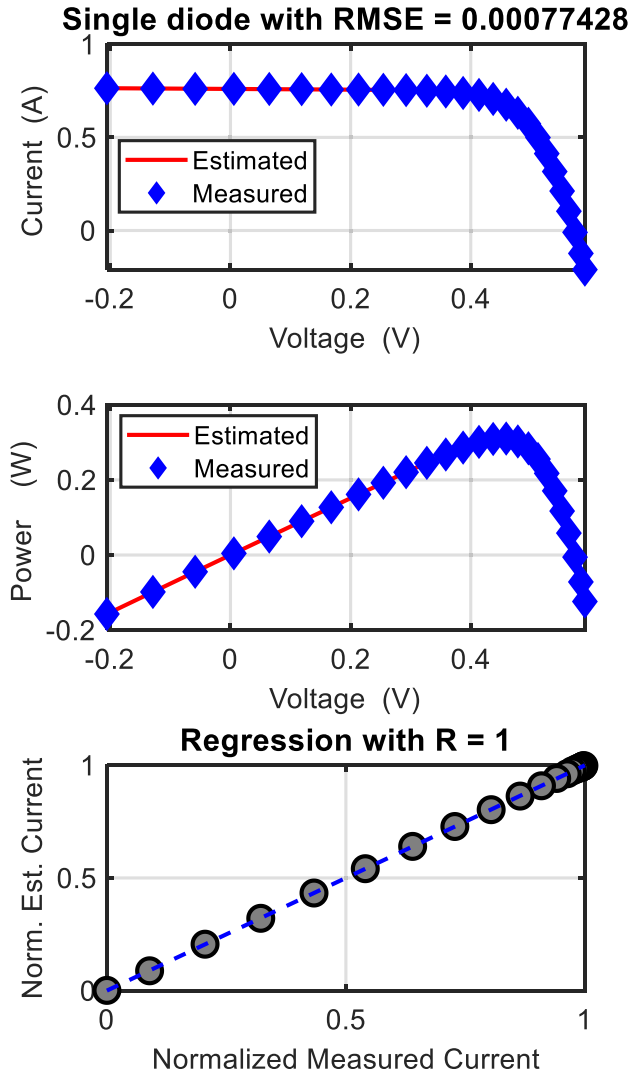 Single diode with RMSE = 0.00077428
1
0.5
0
Current (A)
Estimated
Measured
-0.2 0 0.2 0.4
Voltage (V)
0.4
0.2
0
-0.2
Power (W)
Estimated
Measured
-0.2 0 0.2 0.4
Voltage (V)
Regression with R = 1
1
0.5
0
Norm. Est. Current
0 0.5 1
Normalized Measured Current